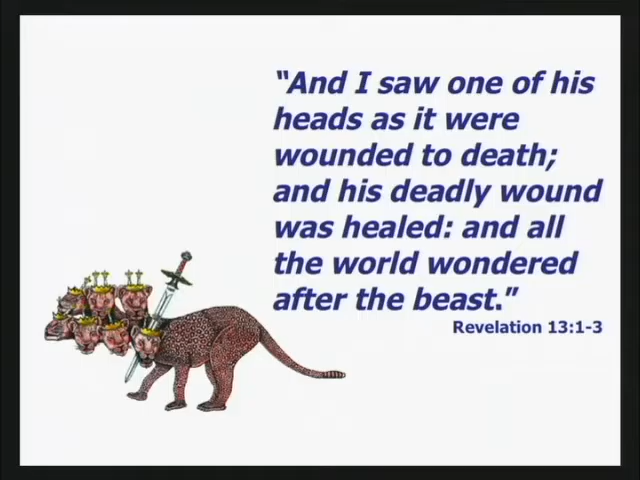 “And I saw one of his
heads as it were
wounded to death;
and his deadly wound
was healed: and all
the world wondered
after the beast.”
Revelation 13:1-3